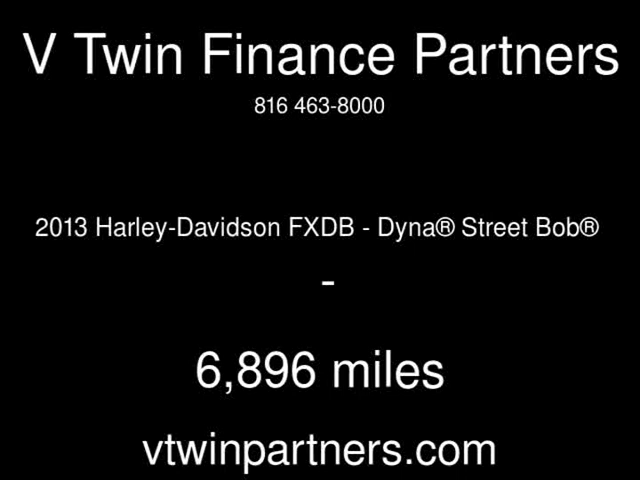 V Twin Finance Partners
816 463-8000
2013 Harley-Davidson FXDB - Dyna® Street Bob®
-
6,896 miles
vtwinpartners.com